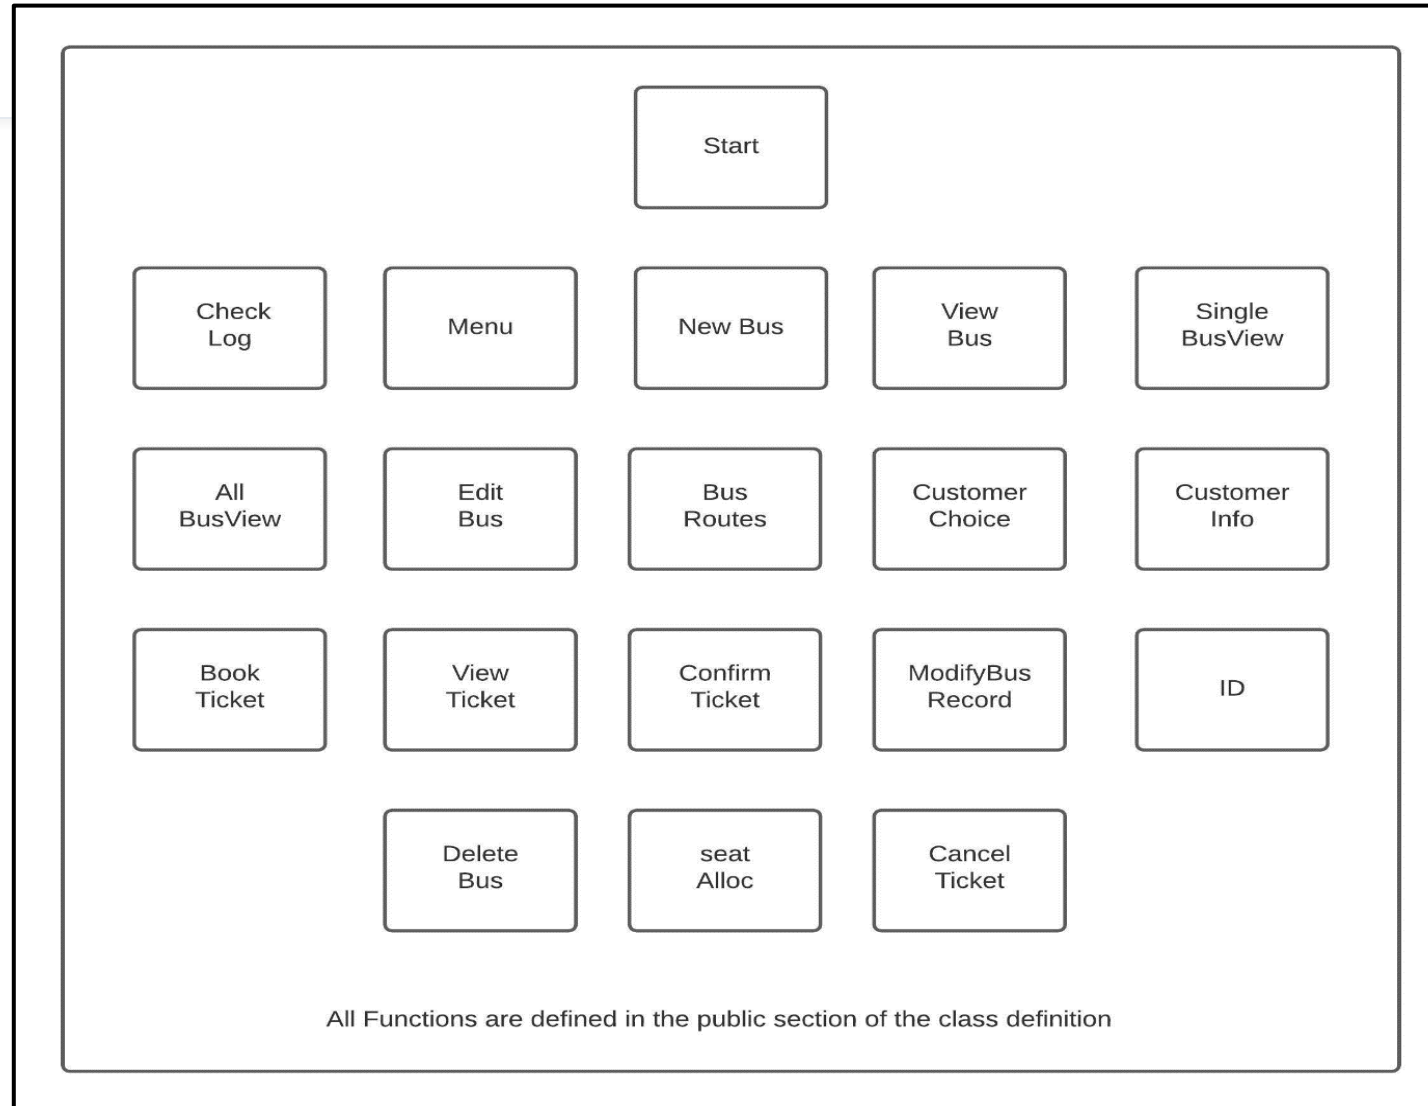 Start
Check
Log
Menu
New Bus
View
Bus
Single
BusView
All
BusView
Edit
Bus
Bus
Routes
Customer
Choice
Customer
Info
Book
Ticket
View
Ticket
Confirm
Ticket
ModifyBus
Record
ID
Delete
Bus
seat
Alloc
Cancel
Ticket
All Functions are defined in the public section of the class definition